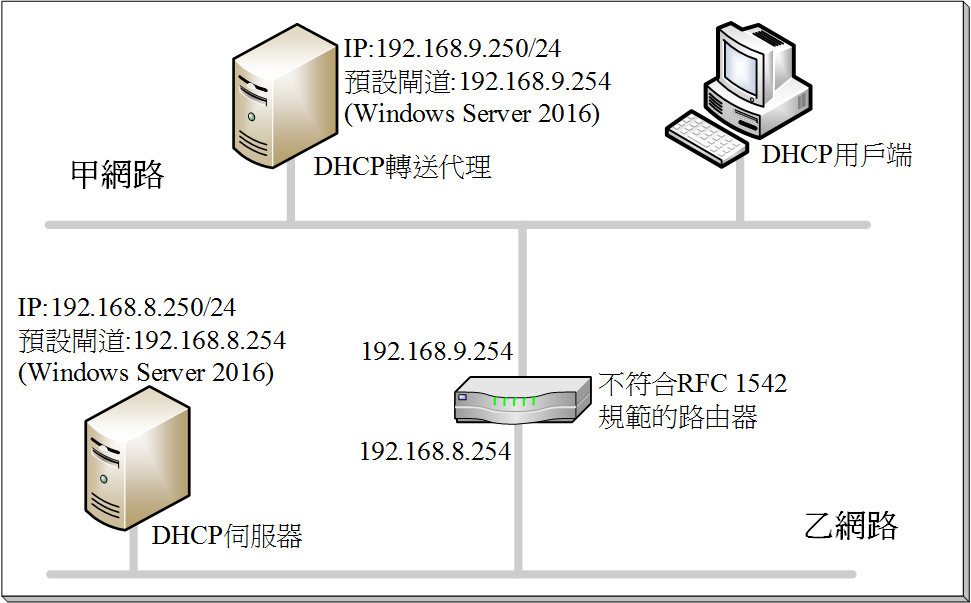 IP:192.168.9.250/24
預設閘道:192.168.9.254
(Windows Server 2016)
DHCP轉送代理
DHCP用戶端
甲網路
IP:192.168.8.250/24
預設閘道:192.168.8.254
(Windows Server 2016)
192.168.9.254
不符合RFC 1542
規範的路由器
192.168.8.254
DHCP伺服器
乙網路